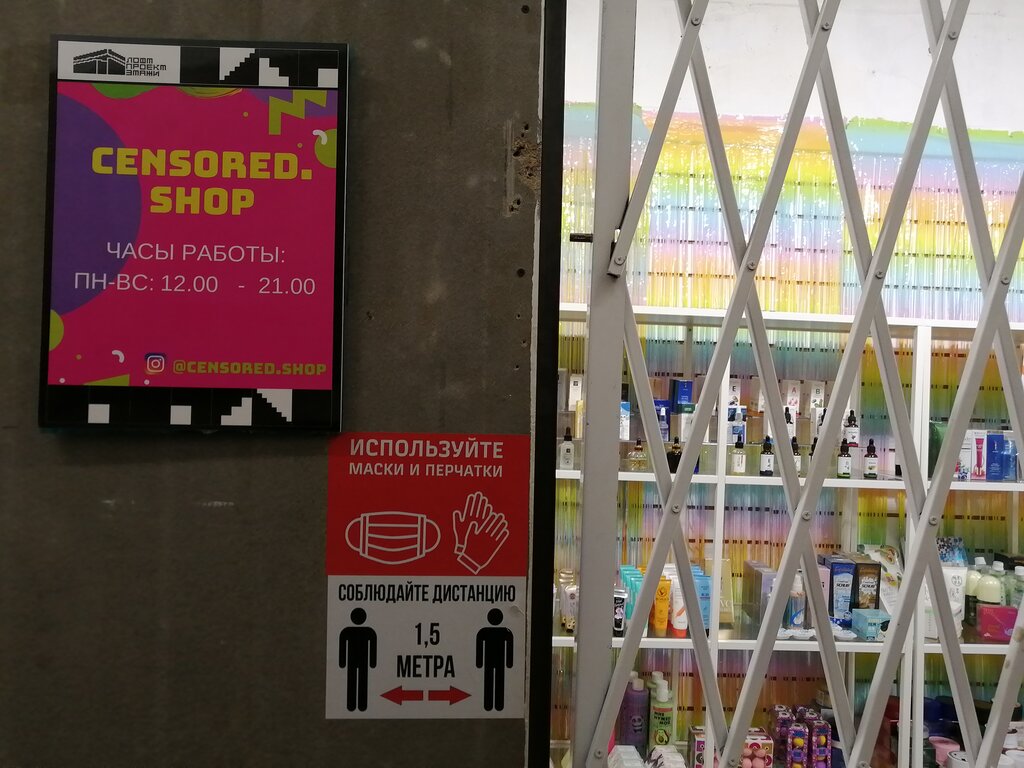 ЛОФТ
ПРОЕКТ
ЭТАЖИ
CENSORED.
SHOP
ЧАСЫ РАБОТЫ:
ПН-ВС: 12.00 - 21.00
@CENSORED.SHOP
ИСПОЛЬЗУЙТЕ
МАСКИ И ПЕРЧАТКИ
СОБЛЮДАЙТЕ ДИСТАНЦИЮ
1,5
МЕТРА